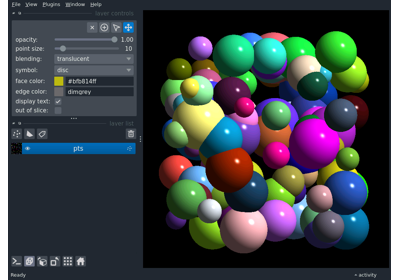 File View Plugins Window Help
layer controls
opacity: 1.00
point size: 10
blending: translucent
symbol: disc
face color: #bfb814ff
edge color: dimgrey
display text:
out of slice:
layer list
pts
Ready
activity